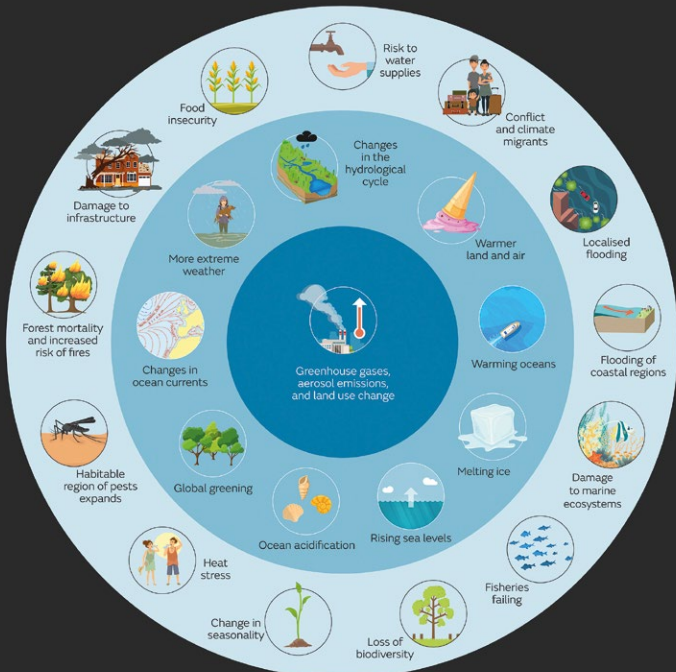 Risk to
water
supplies
Conflict
and climate
migrants
Localised
flooding
Flooding of
coastal regions
Damage
to marine
ecosystems
Fisheries
failing
Loss of
biodiversity
Change in
seasonality
Heat
stress
Habitable
region of pests
expands
Forest mortality
and increased
risk of fires
Damage to
infrastructure
Food
insecurity
Changes
in the
hydrological
cycle
Warmer
land and air
Warming oceans
Melting ice
Rising sea levels
Ocean acidification
Global greening
Changes in
ocean currents
More extreme
weather
Greenhouse gases,
aerosol emissions,
and land use change